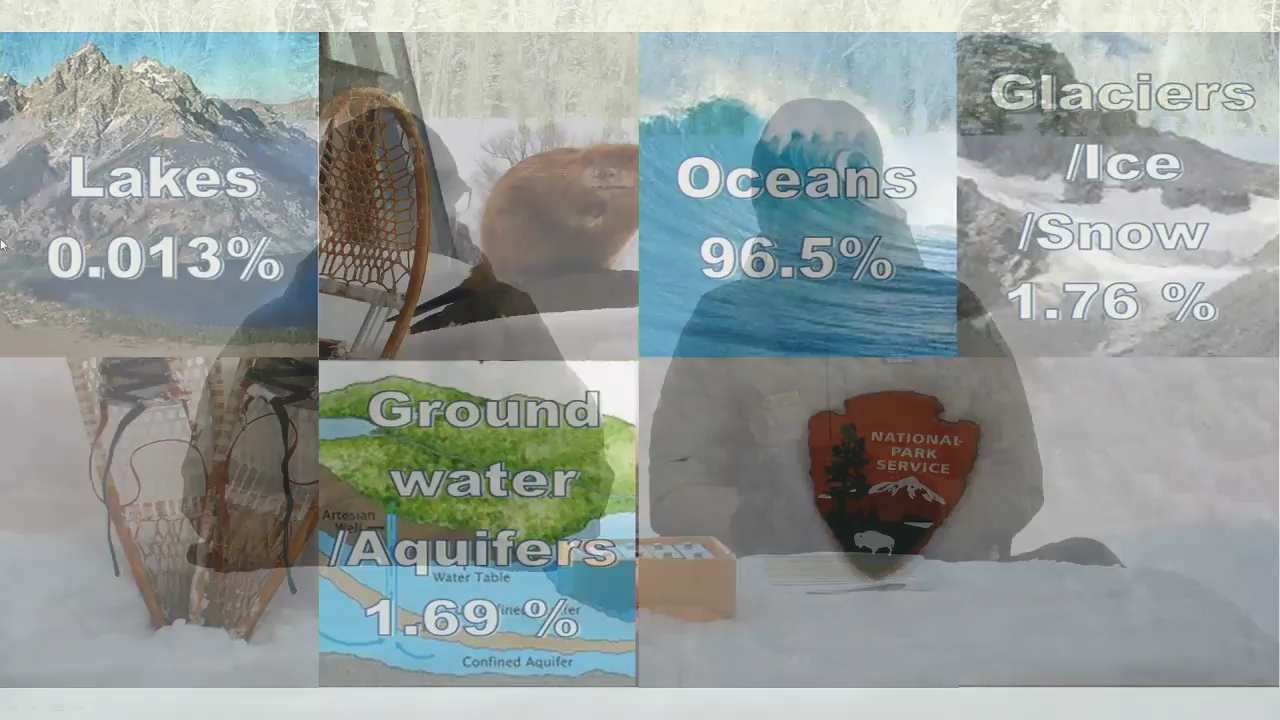 Lakes
0.013%
Oceans
96.5%
Glaciers
/Ice
/Snow
1.76 %
Ground
water
/Aquifers
1.69 %
Artesian
Well
Water Table
Confined Aquifer
NATIONAL
PARK
SERVICE